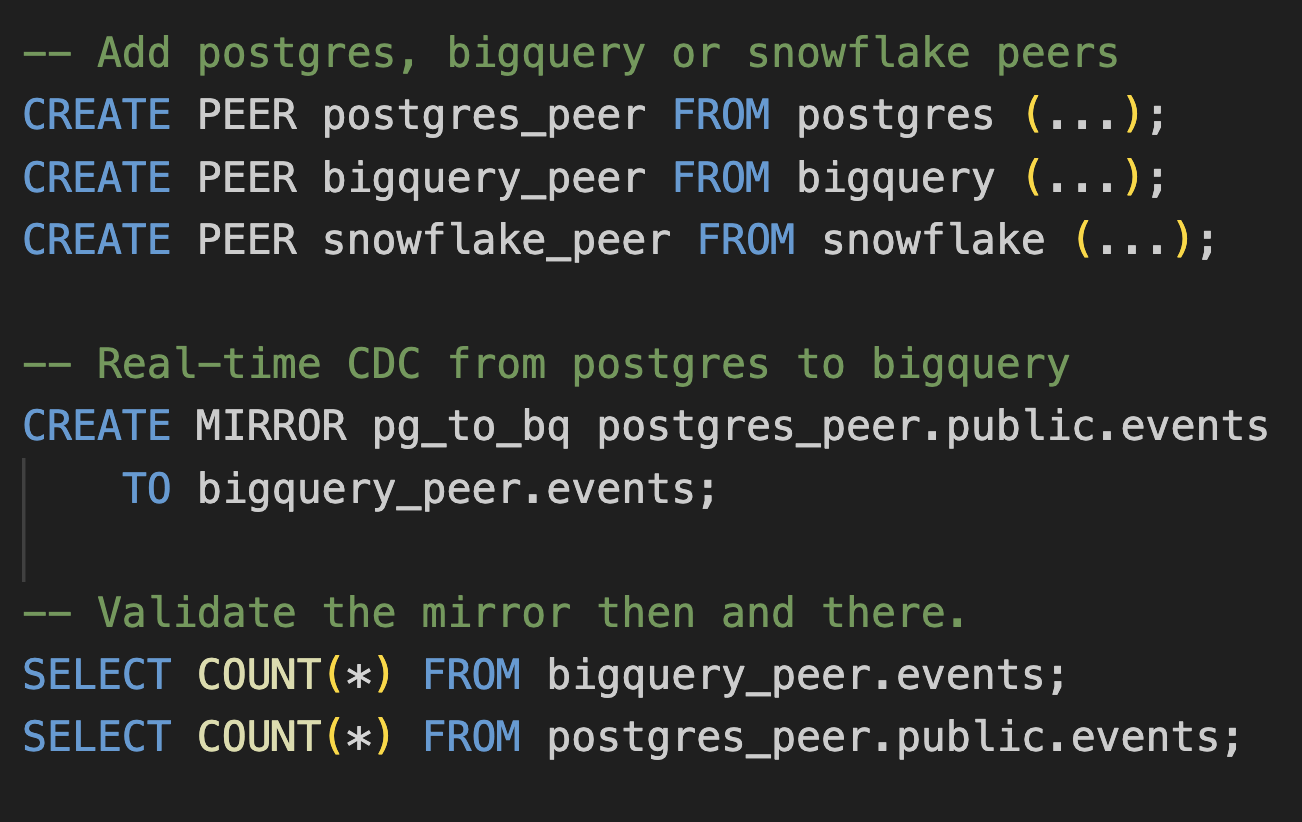 -- Add postgres, bigquery or snowflake peers
CREATE PEER postgres_peer FROM postgres (...);
CREATE PEER bigquery_peer FROM bigquery (...);
CREATE PEER snowflake_peer FROM snowflake (...);

-- Real-time CDC from postgres to bigquery
CREATE MIRROR pg_to_bq postgres_peer.public.events
    TO bigquery_peer.events;

-- Validate the mirror then and there.
SELECT COUNT(*) FROM bigquery_peer.events;
SELECT COUNT(*) FROM postgres_peer.public.events;